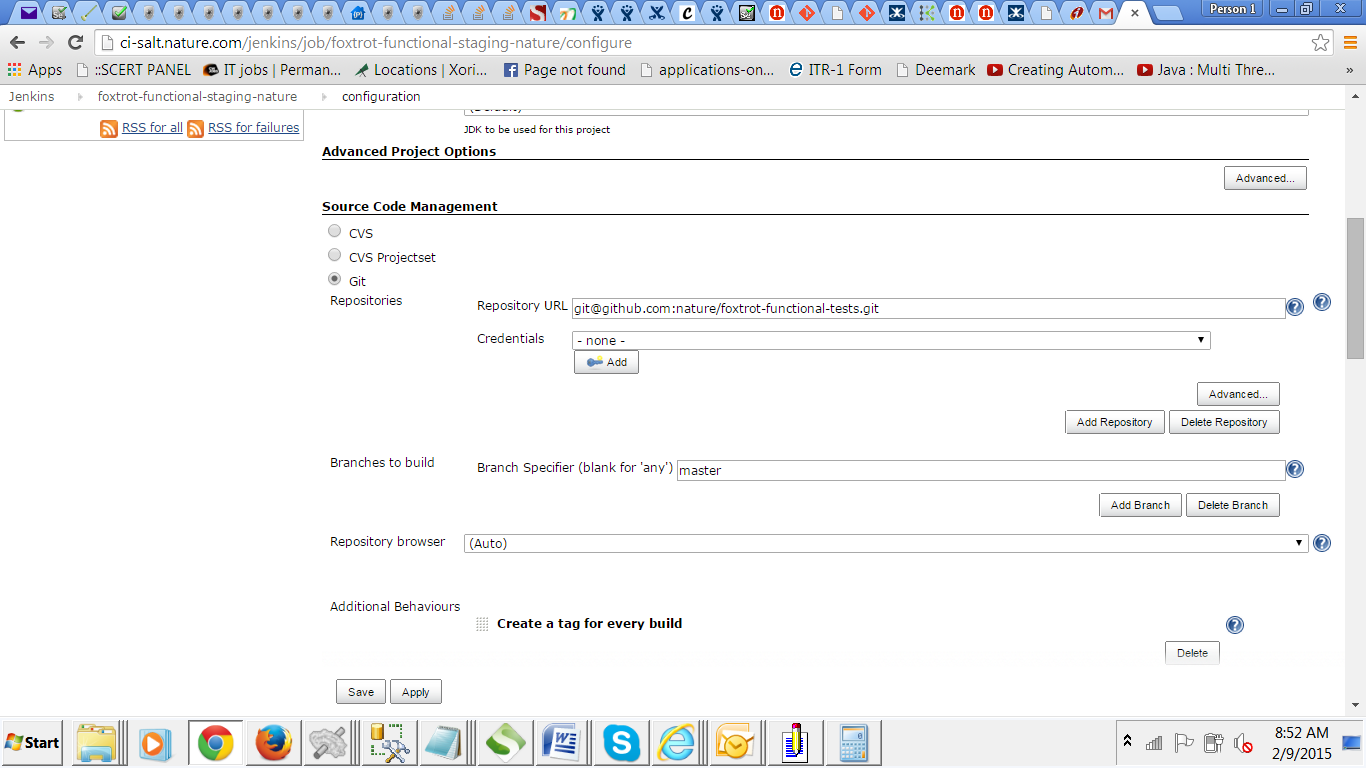 Person 1
ci-salt.nature.com/jenkins/job/foxtrot-functional-staging-nature/configure
Apps ::SCERT PANEL IT jobs | Perman... Locations | Xori... Page not found applications-on... ITR-1 Form Deemark Creating Autom... Java : Multi Thre... »
Jenkins foxtrot-functional-staging-nature configuration
RSS for all RSS for failures
(Default)
JDK to be used for this project
Advanced Project Options
Advanced...
Source Code Management
CVS
CVS Projectset
Git
Repositories
Repository URL git@github.com:nature/foxtrot-functional-tests.git
Credentials - none -
Add
Advanced...
Add Repository Delete Repository
Branches to build
Branch Specifier (blank for 'any') master
Add Branch Delete Branch
Repository browser (Auto)
Additional Behaviours
Create a tag for every build
Delete
Save Apply
Start
8:52 AM
2/9/2015